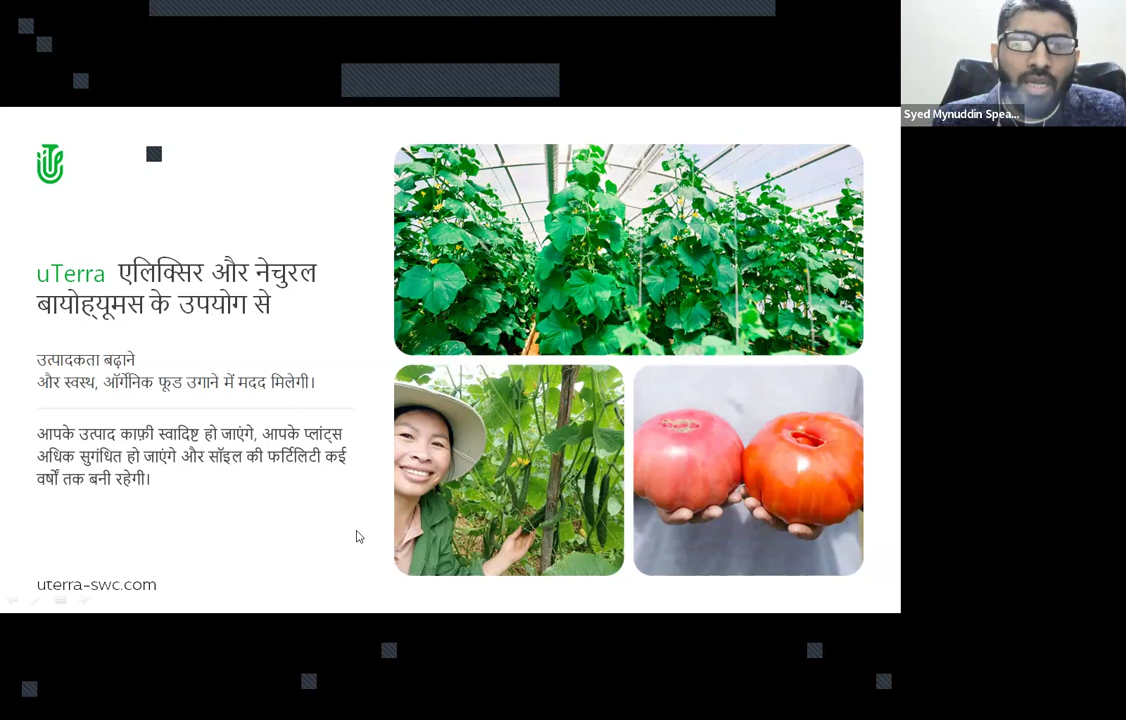 Syed Mynuddin Spea...
uTerra एलिक्सिर और नेचुरल
बायोह्यूमस के उपयोग से
उत्पादकता बढ़ाने
और स्वस्थ, ऑर्गेनिक फूड उगाने में मदद मिलेगी।
आपके उत्पाद काफ़ी स्वादिष्ट हो जाएंगे, आपके प्लांट्स
अधिक सुगंधित हो जाएंगे और सॉइल की फर्टिलिटी कई
वर्षों तक बनी रहेगी।
uterra-swc.com